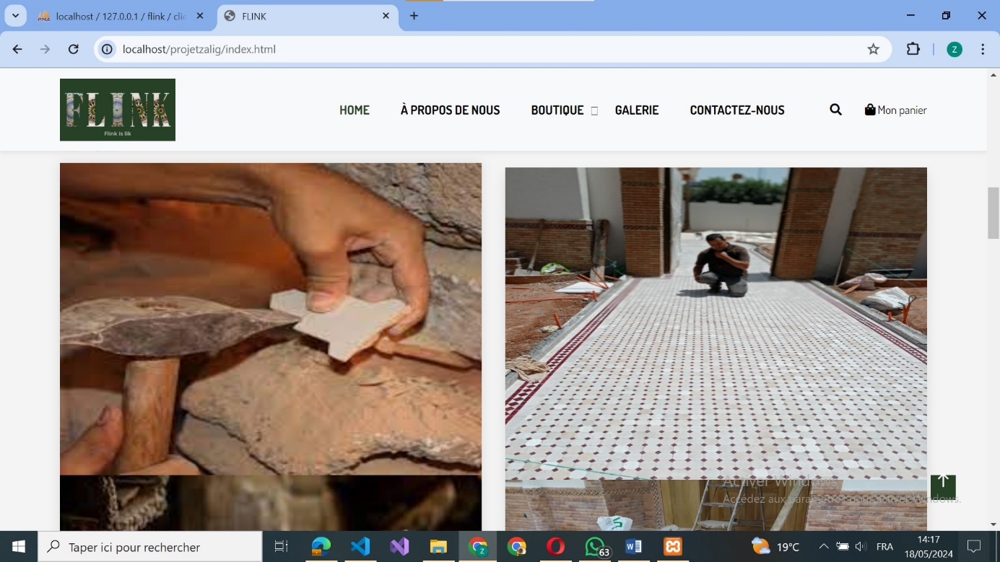 localhost / 127.0.0.1 / flink / clie
FLINK
localhost/projetzalig/index.html
Z
FLINK
Flink is lik
HOME
À PROPOS DE NOUS
BOUTIQUE
GALERIE
CONTACTEZ-NOUS
Mon panier
Activer Windows
Accédez aux paramètres pour activer Windows.
Taper ici pour rechercher
63
19°C
FRA
14:17
18/05/2024